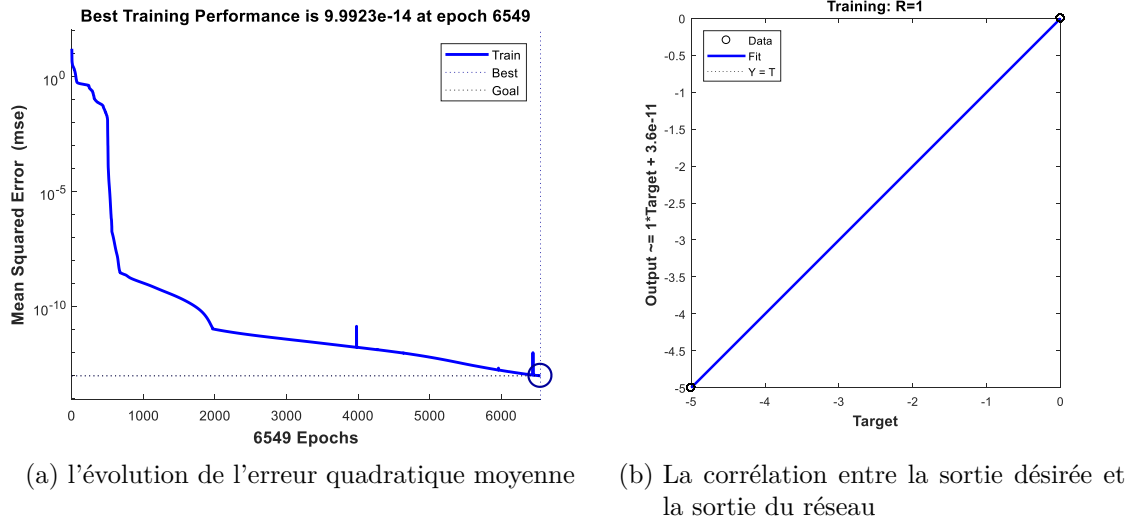 Best Training Performance is 9.9923e-14 at epoch 6549
Mean Squared Error (mse)
10^0
10^-5
10^-10
Train
Best
Goal
0
1000
2000
3000
4000
5000
6000
6549 Epochs
(a) l'évolution de l'erreur quadratique moyenne
Training: R=1
Output ~= 1*Target + 3.6e-11
0
-0.5
-1
-1.5
-2
-2.5
-3
-3.5
-4
-4.5
-5
Data
Fit
Y = T
-5
-4
-3
-2
-1
0
Target
(b) La corrélation entre la sortie désirée et
la sortie du réseau